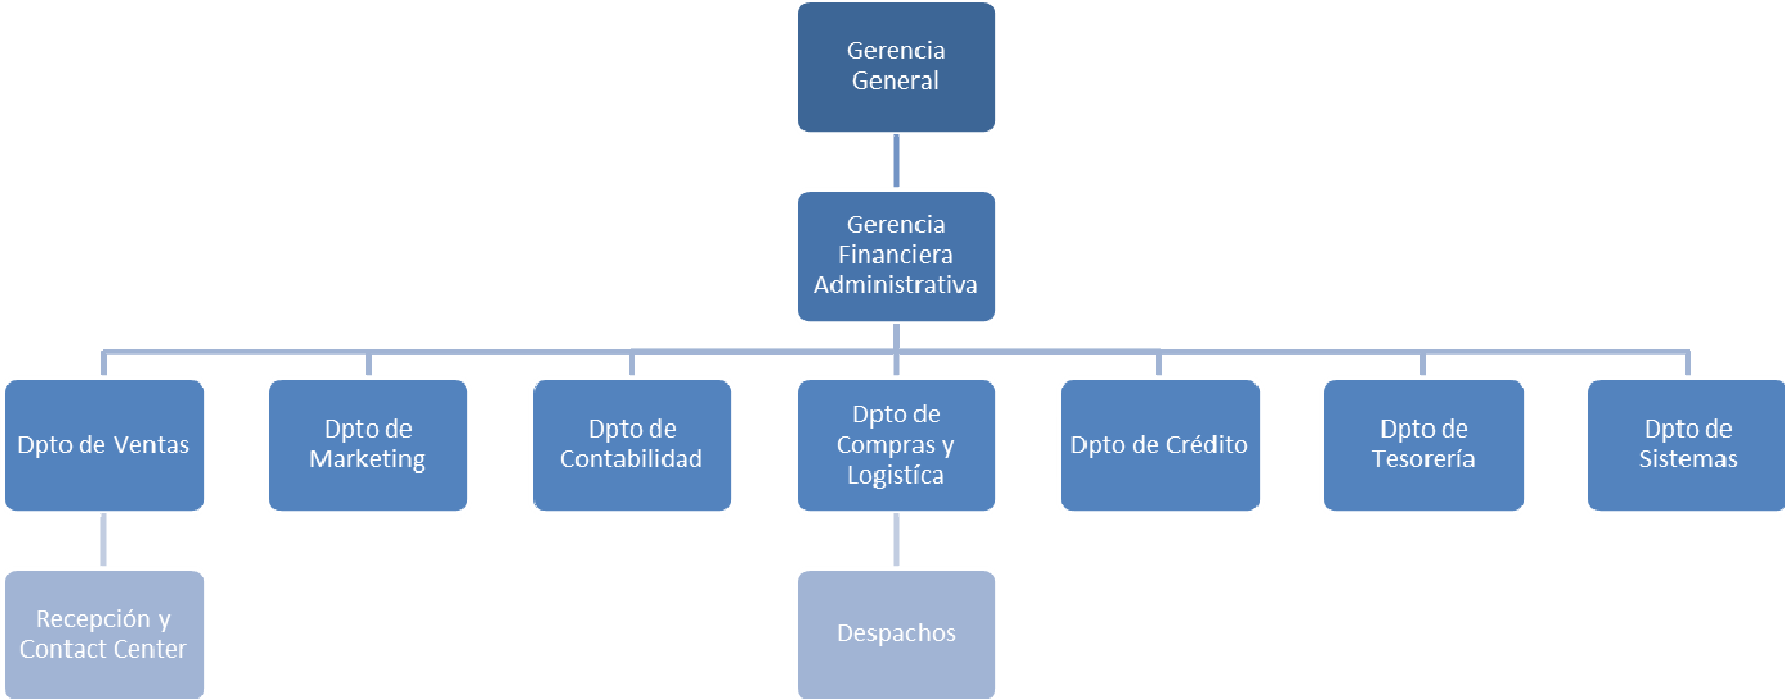 Gerencia
General
Gerencia
Financiera
Administrativa
Dpto de Ventas
Dpto de
Marketing
Dpto de
Contabilidad
Dpto de
Compras y
Logistíca
Dpto de Crédito
Dpto de
Tesorería
Dpto de
Sistemas
Recepción y
Contact Center
Despachos